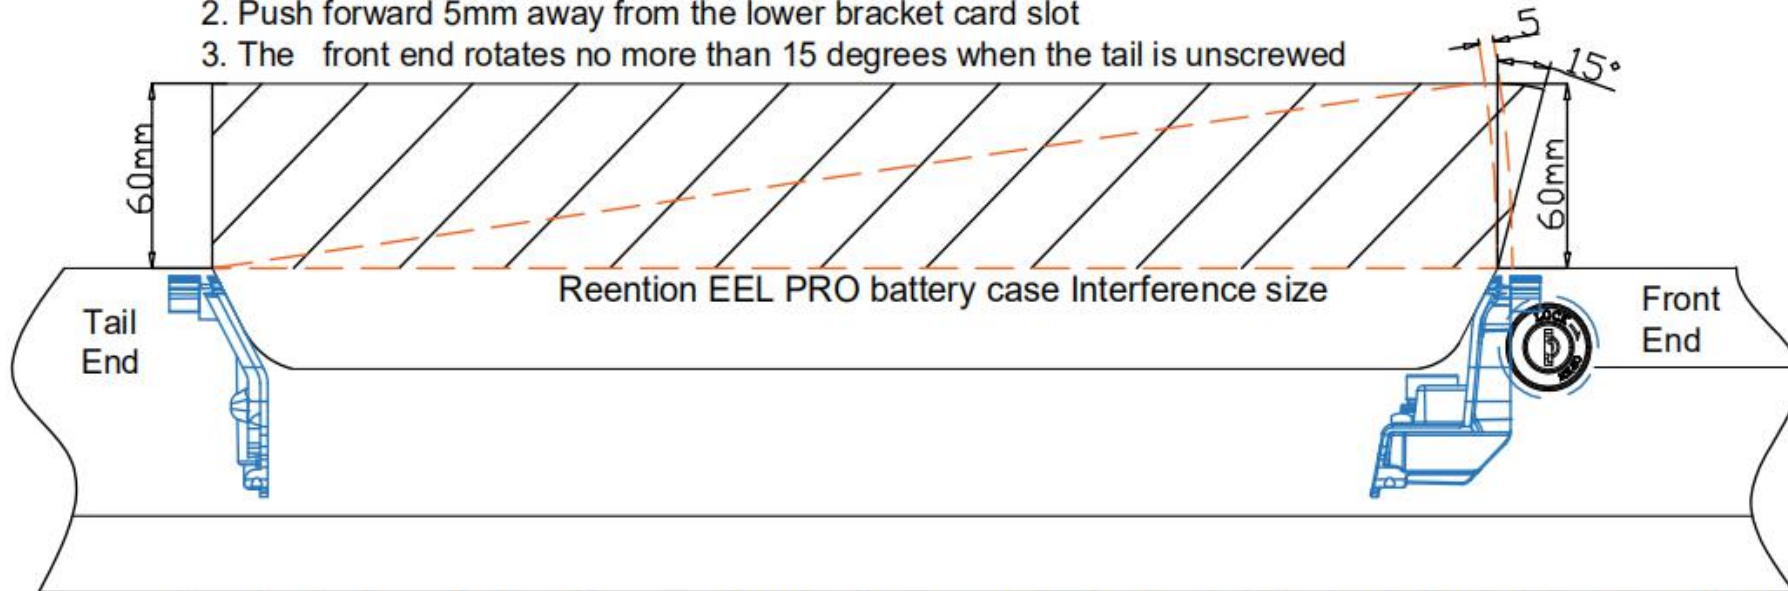 2. Push forward 5mm away from the lower bracket card slot
3. The front end rotates no more than 15 degrees when the tail is unscrewed
5
15°
60mm
60mm
Reention EEL PRO battery case Interference size
Tail
End
Front
End
LOCK
OPEN